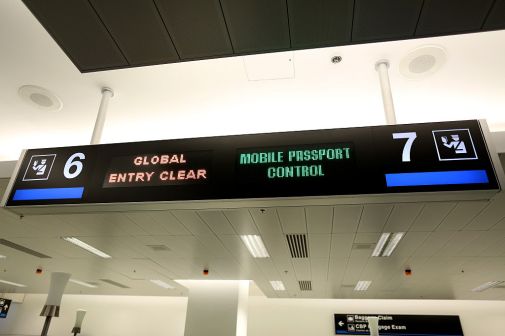 6
GLOBAL
ENTRY CLEAR
MOBILE PASSPORT
CONTROL
7
Baggage Claim
CBP Baggage Exam